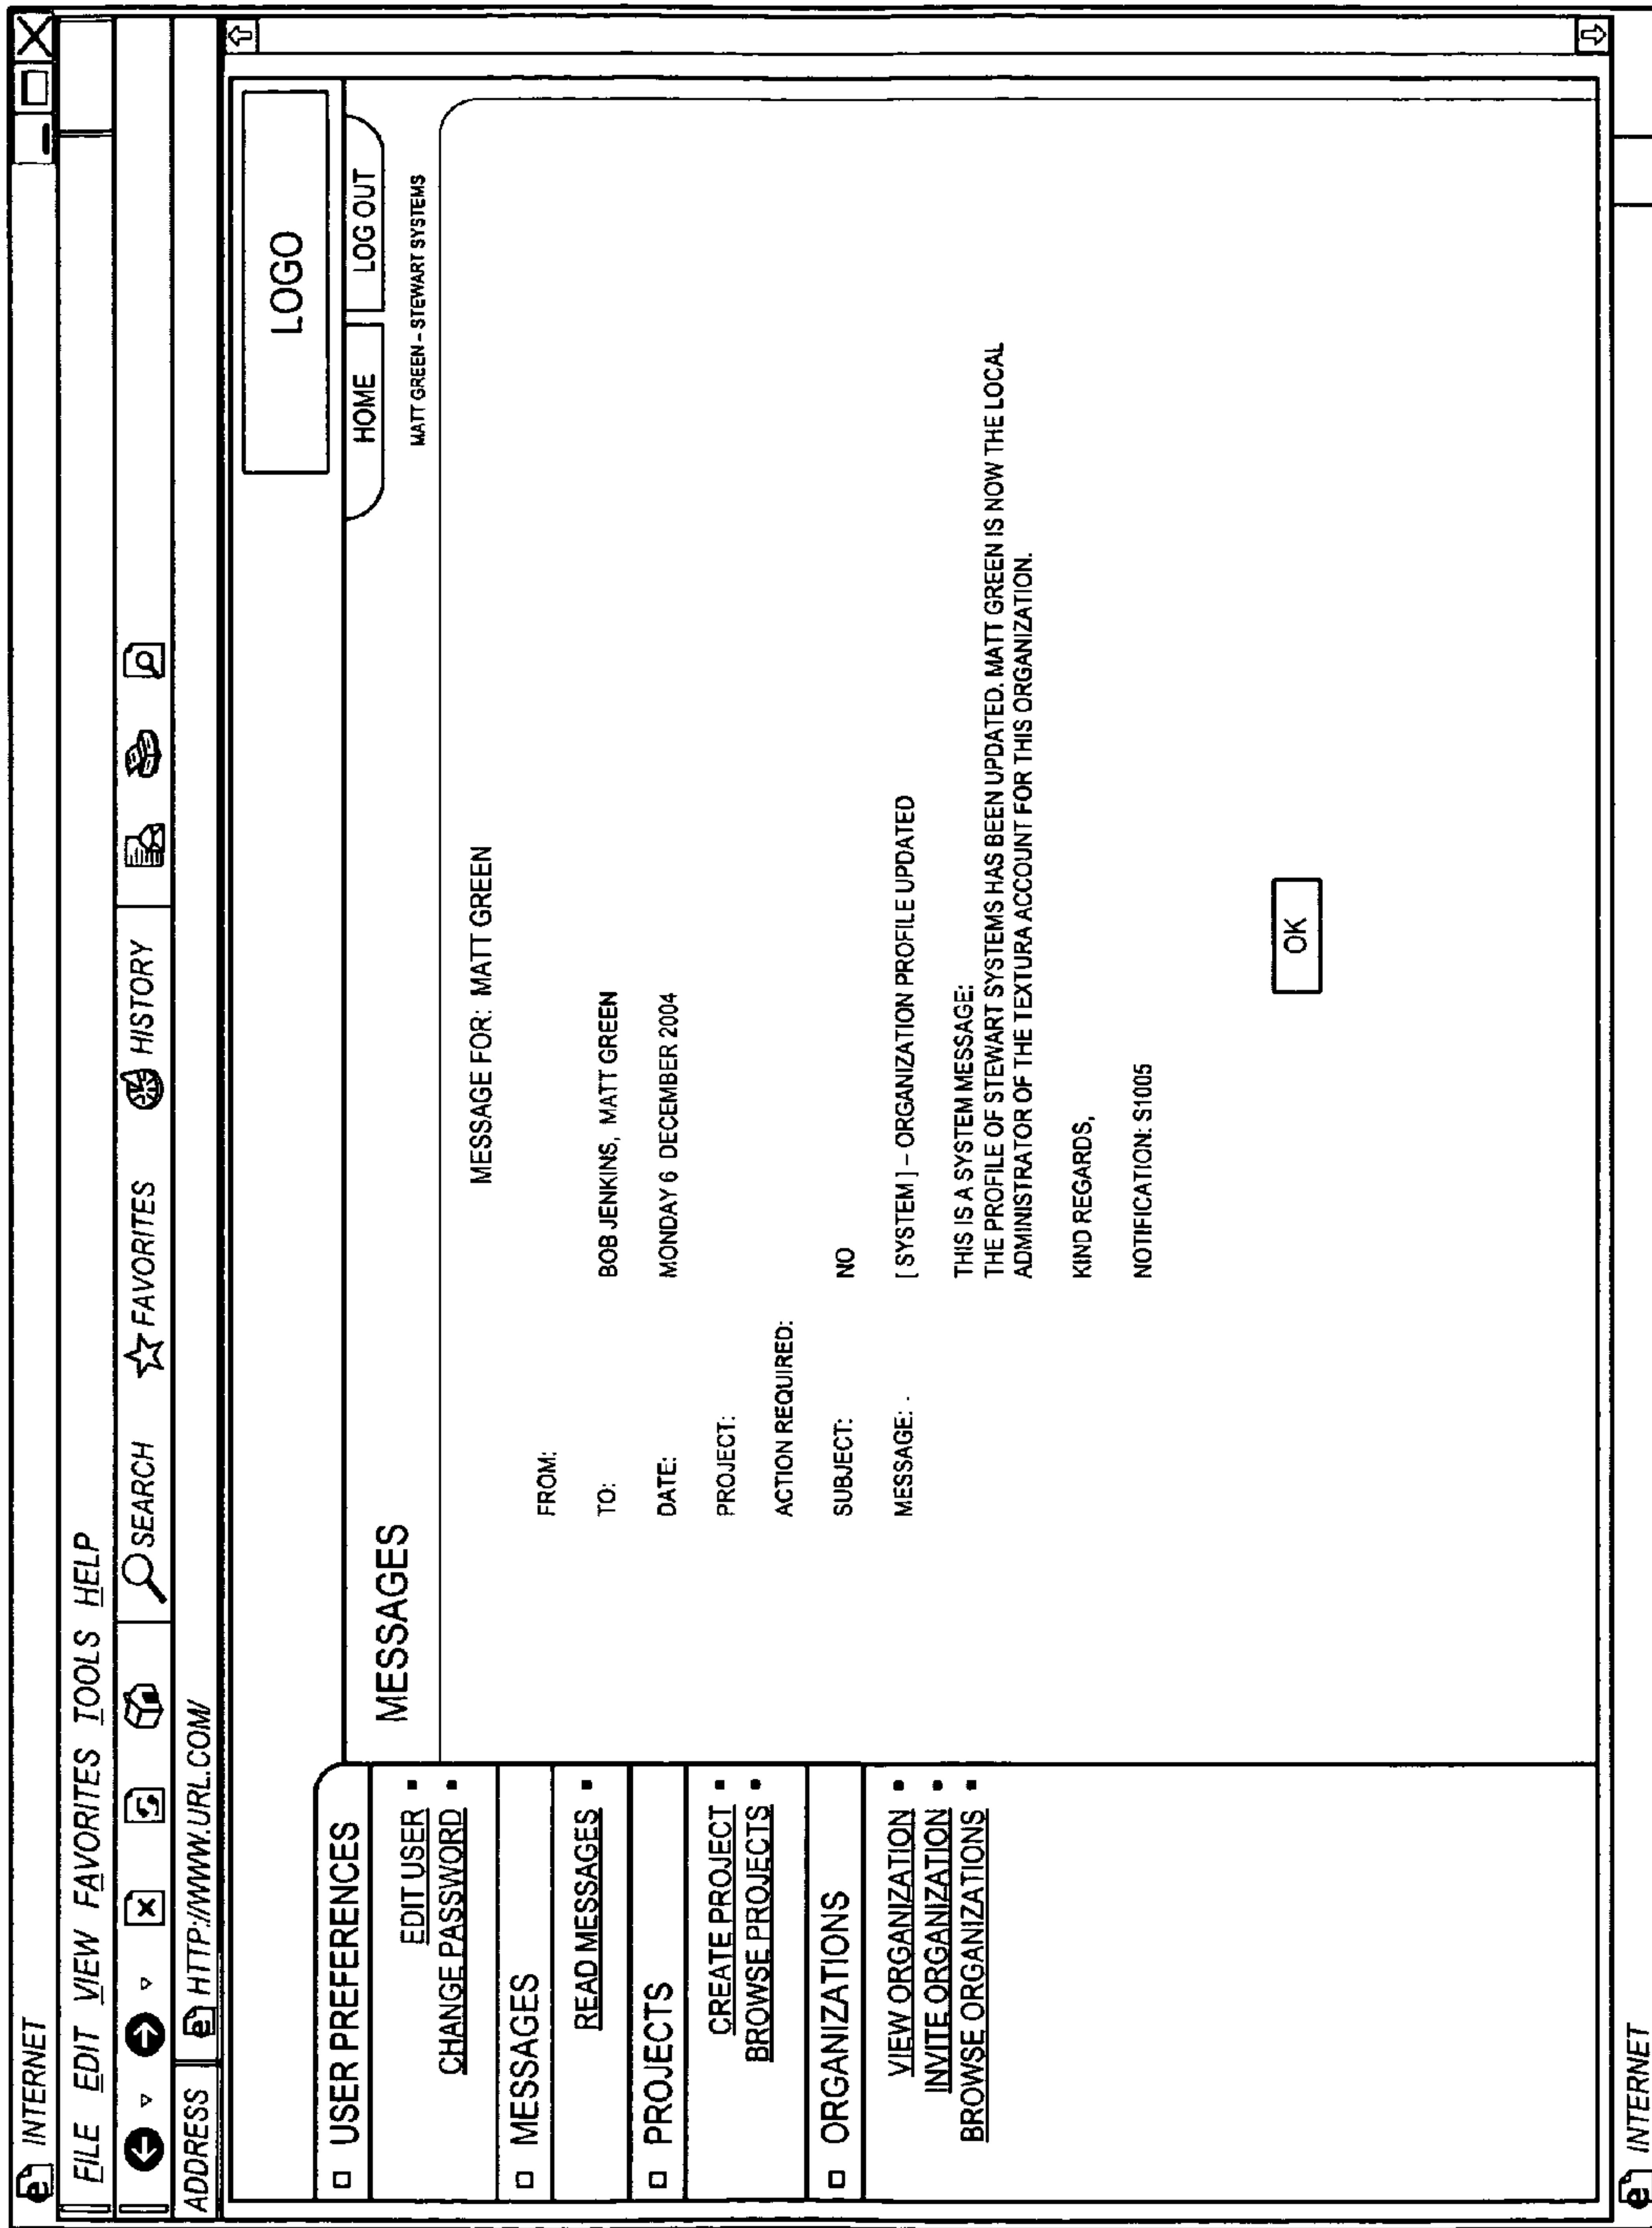 INTERNET
FILE EDIT VIEW FAVORITES TOOLS HELP
SEARCH FAVORITES HISTORY
ADDRESS HTTP://WWW.URL.COM/
LOGO
HOME LOG OUT
MATT GREEN – STEWART SYSTEMS
USER PREFERENCES
EDIT USER
CHANGE PASSWORD
MESSAGES
READ MESSAGES
PROJECTS
CREATE PROJECT
BROWSE PROJECTS
ORGANIZATIONS
VIEW ORGANIZATION
INVITE ORGANIZATION
BROWSE ORGANIZATIONS
MESSAGES
MESSAGE FOR: MATT GREEN
FROM:
TO: BOB JENKINS, MATT GREEN
DATE: MONDAY 6 DECEMBER 2004
PROJECT:
ACTION REQUIRED:
SUBJECT: NO
MESSAGE: [ SYSTEM ] – ORGANIZATION PROFILE UPDATED
THIS IS A SYSTEM MESSAGE:
THE PROFILE OF STEWART SYSTEMS HAS BEEN UPDATED. MATT GREEN IS NOW THE LOCAL
ADMINISTRATOR OF THE TEXTURA ACCOUNT FOR THIS ORGANIZATION.
KIND REGARDS,
NOTIFICATION: S1005
OK
INTERNET